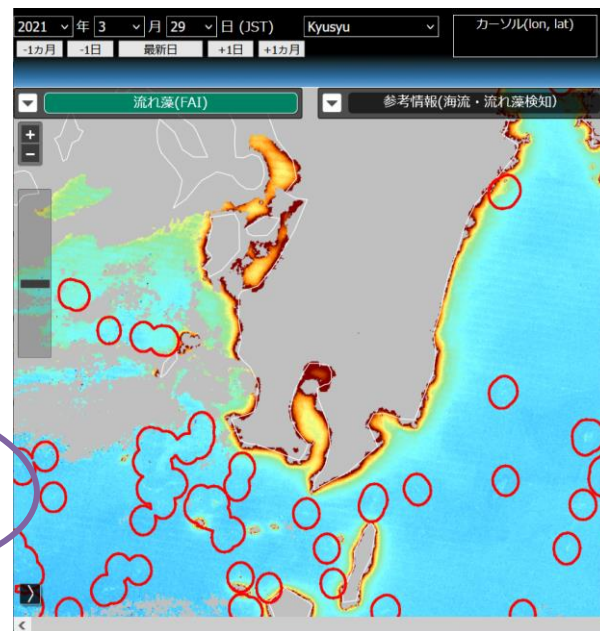 2021 年 3 月 29 日 (JST) Kyusyu カーソル(lon, lat)
-1カ月 -1日 最新日 +1日 +1カ月
流れ藻(FAI) 参考情報(海流・流れ藻検知)
+
−